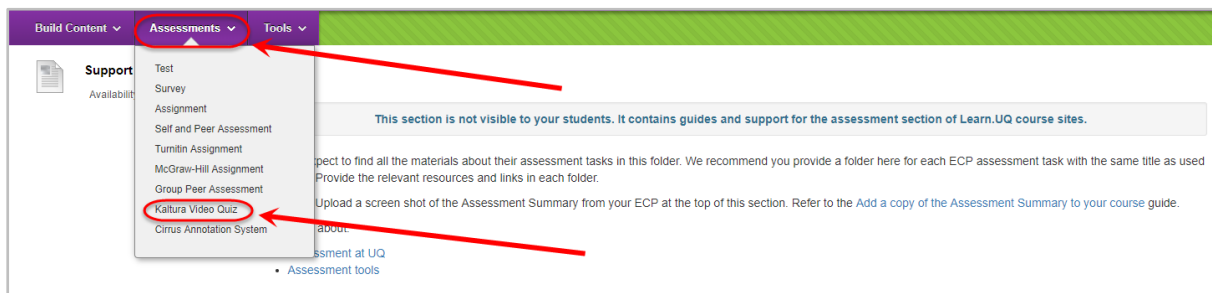 Build Content Assessments Tools
Support
Availabilit
Test
Survey
Assignment
Self and Peer Assessment
Turnitin Assignment
McGraw-Hill Assignment
Group Peer Assessment
Kaltura Video Quiz
Cirrus Annotation System
This section is not visible to your students. It contains guides and support for the assessment section of Learn.UQ course sites.
pect to find all the materials about their assessment tasks in this folder. We recommend you provide a folder here for each ECP assessment task with the same title as used
Provide the relevant resources and links in each folder.
Upload a screen shot of the Assessment Summary from your ECP at the top of this section. Refer to the Add a copy of the Assessment Summary to your course guide.
about:
ssment at UQ
Assessment tools